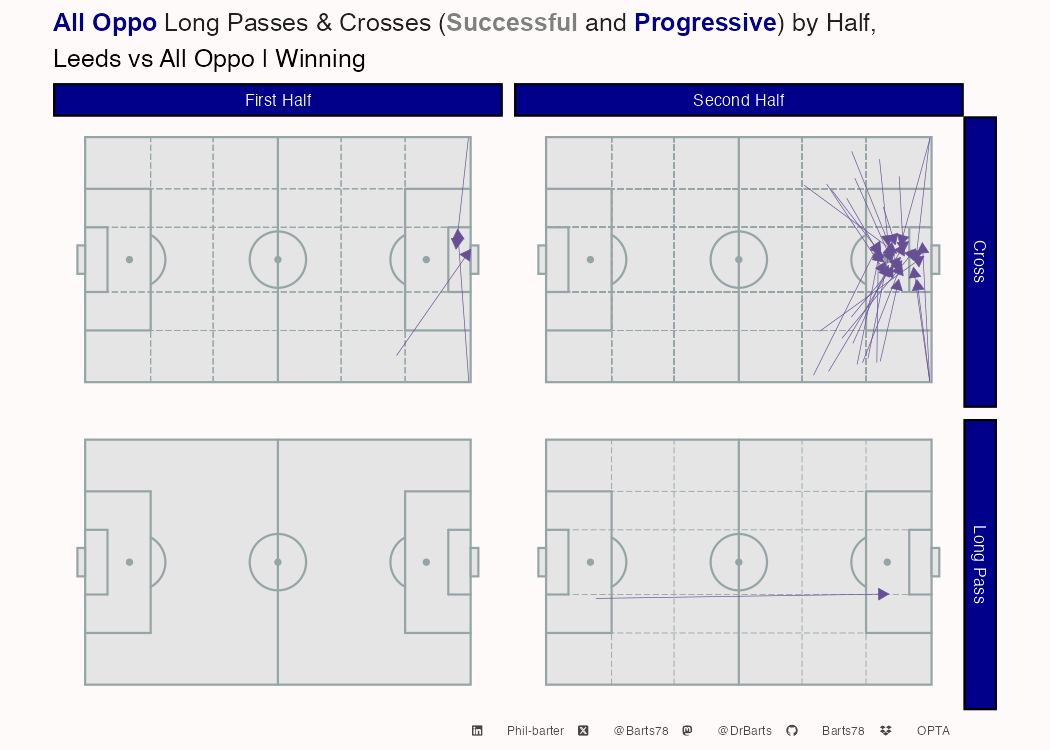 All Oppo Long Passes & Crosses (Successful and Progressive) by Half,
Leeds vs All Oppo | Winning
First Half
Second Half
Cross
Long Pass
Phil-barter @Barts78 @DrBarts Barts78 OPTA